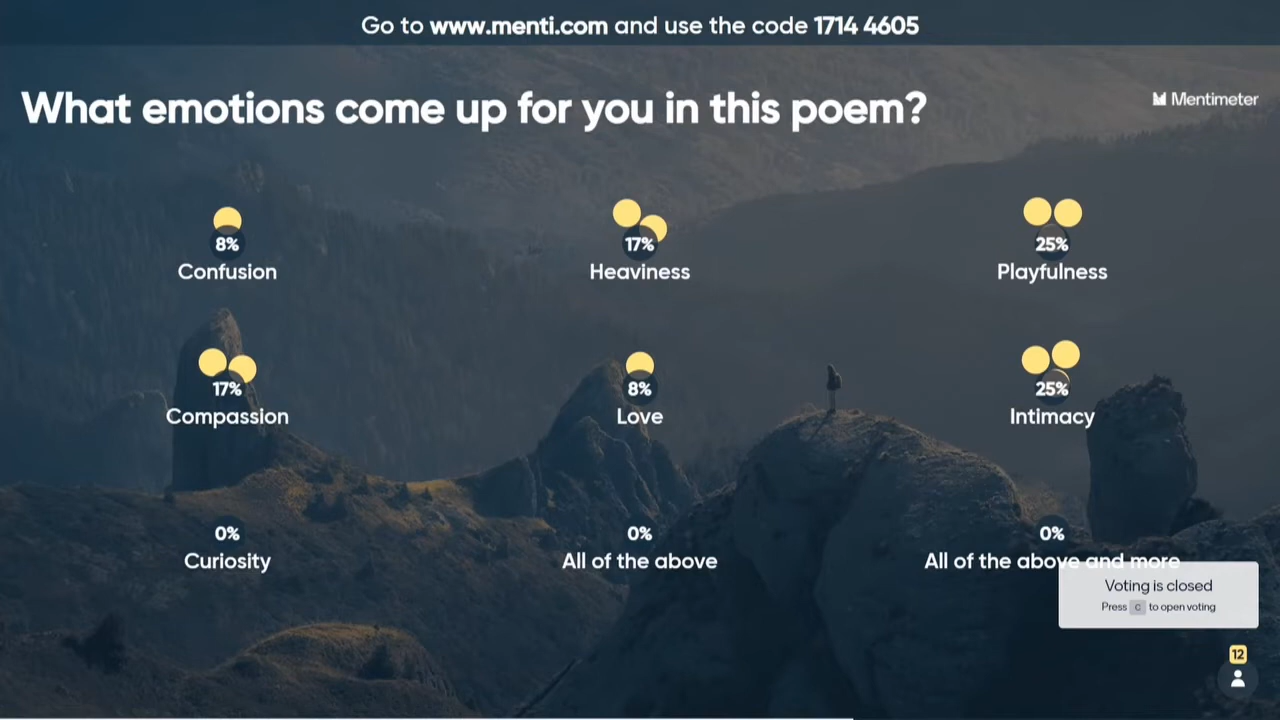 Go to www.menti.com and use the code 1714 4605
What emotions come up for you in this poem?
Mentimeter
8%
Confusion
17%
Heaviness
25%
Playfulness
17%
Compassion
8%
Love
25%
Intimacy
0%
Curiosity
0%
All of the above
0%
All of the above and more
Voting is closed
Press C to open voting
12